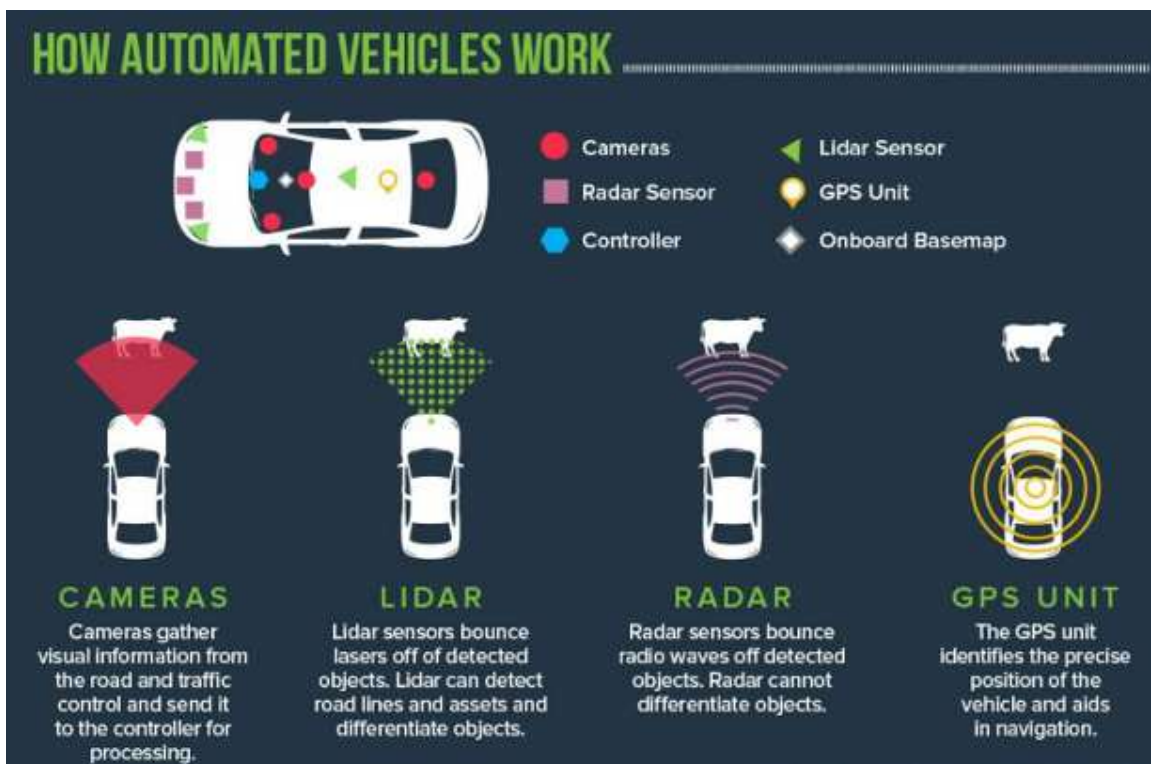 HOW AUTOMATED VEHICLES WORK
Cameras
Lidar Sensor
Radar Sensor
GPS Unit
Controller
Onboard Basemap
CAMERAS
Cameras gather
visual information from
the road and traffic
control and send it
to the controller for
processing.
LIDAR
Lidar sensors bounce
lasers off of detected
objects. Lidar can detect
road lines and assets and
differentiate objects.
RADAR
Radar sensors bounce
radio waves off detected
objects. Radar cannot
differentiate objects.
GPS UNIT
The GPS unit
identifies the precise
position of the
vehicle and aids
in navigation.